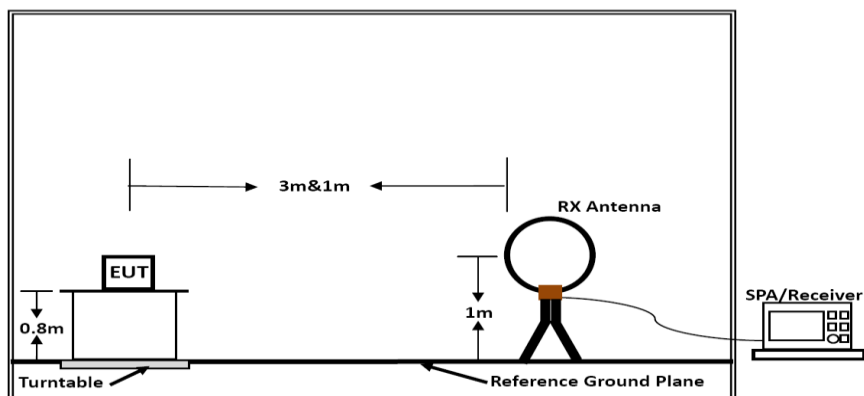 3m&1m
RX Antenna
EUT
0.8m
1m
SPA/Receiver
Turntable
Reference Ground Plane